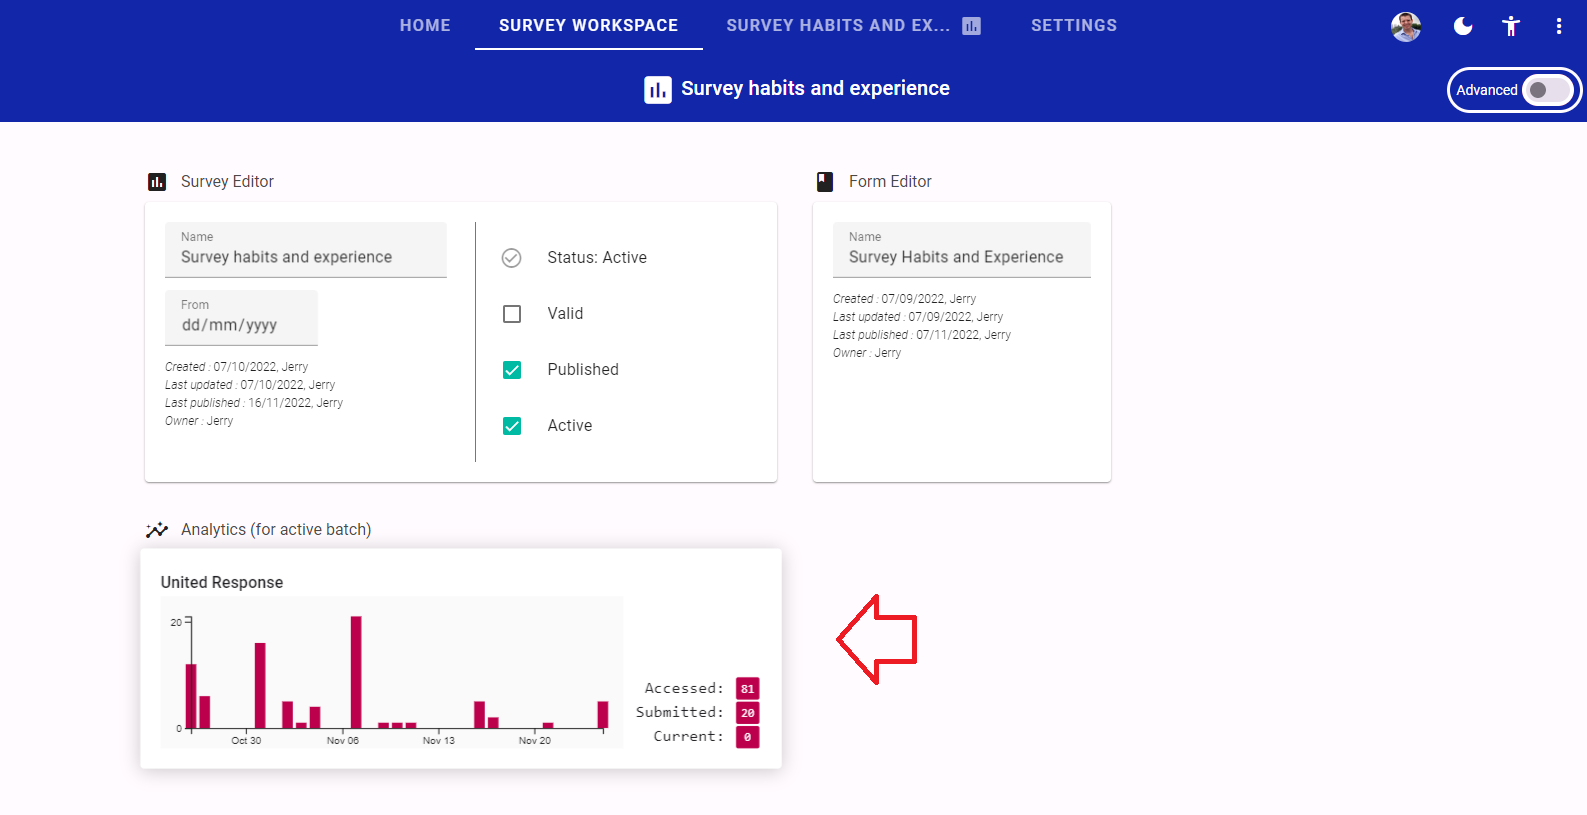 HOME
SURVEY WORKSPACE
SURVEY HABITS AND EX...
SETTINGS
Survey habits and experience
Advanced
Survey Editor
Name
Survey habits and experience
From
dd/mm/yyyy
Created : 07/10/2022, Jerry
Last updated : 07/10/2022, Jerry
Last published : 16/11/2022, Jerry
Owner : Jerry
Status: Active
Valid
Published
Active
Form Editor
Name
Survey Habits and Experience
Created : 07/09/2022, Jerry
Last updated : 07/09/2022, Jerry
Last published : 07/11/2022, Jerry
Owner : Jerry
Analytics (for active batch)
United Response
20
0
Oct 30
Nov 06
Nov 13
Nov 20
Accessed: 81
Submitted: 20
Current: 0